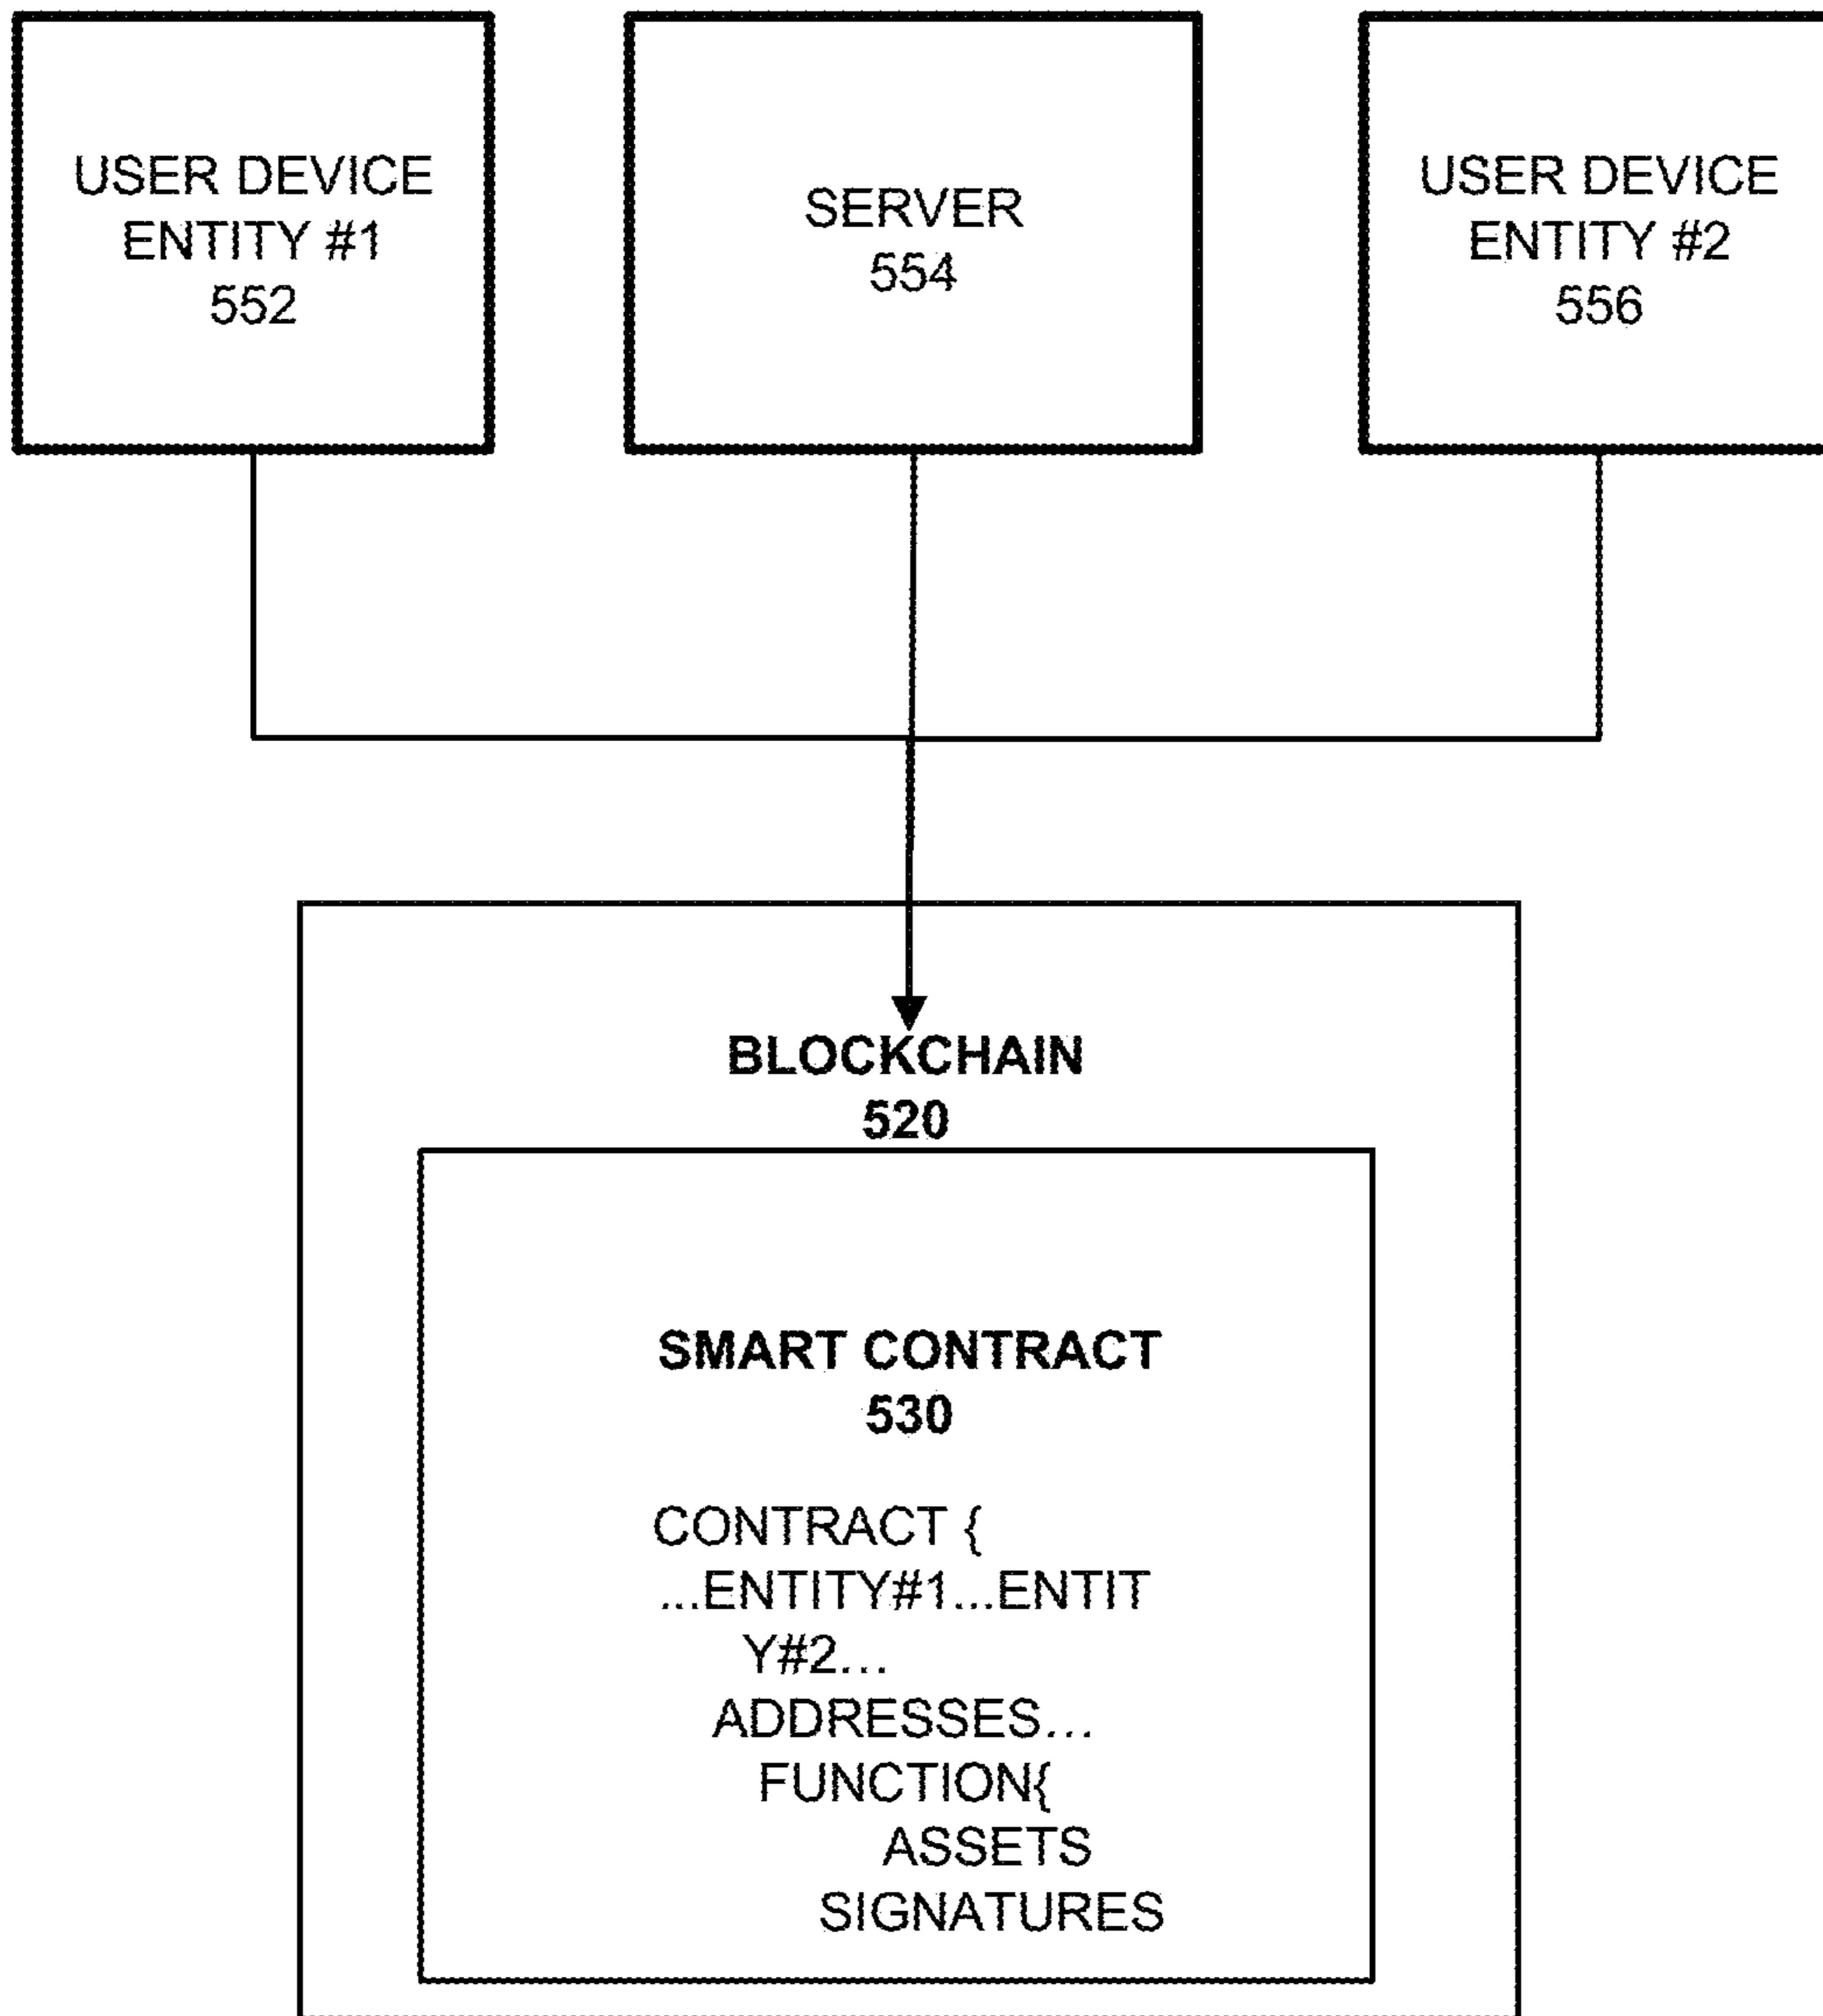 USER DEVICE
ENTITY #1
552
SERVER
554
USER DEVICE
ENTITY #2
556
BLOCKCHAIN
520
SMART CONTRACT
530
CONTRACT {
...ENTITY#1...ENTIT
Y#2...
ADDRESSES...
FUNCTION{
ASSETS
SIGNATURES